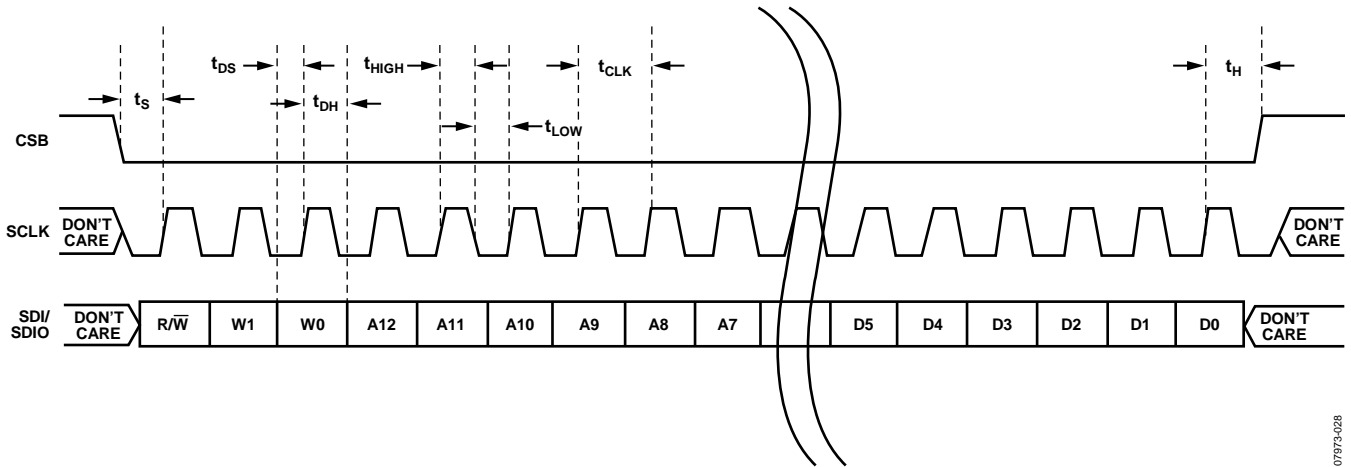 tDS
tHIGH
tCLK
tH
tS
tDH
tLOW
CSB
SCLK
DON'T
CARE
DON'T
CARE
SDI/
SDIO
DON'T
CARE
R/W̅
W1
W0
A12
A11
A10
A9
A8
A7
D5
D4
D3
D2
D1
D0
DON'T
CARE
07973-028